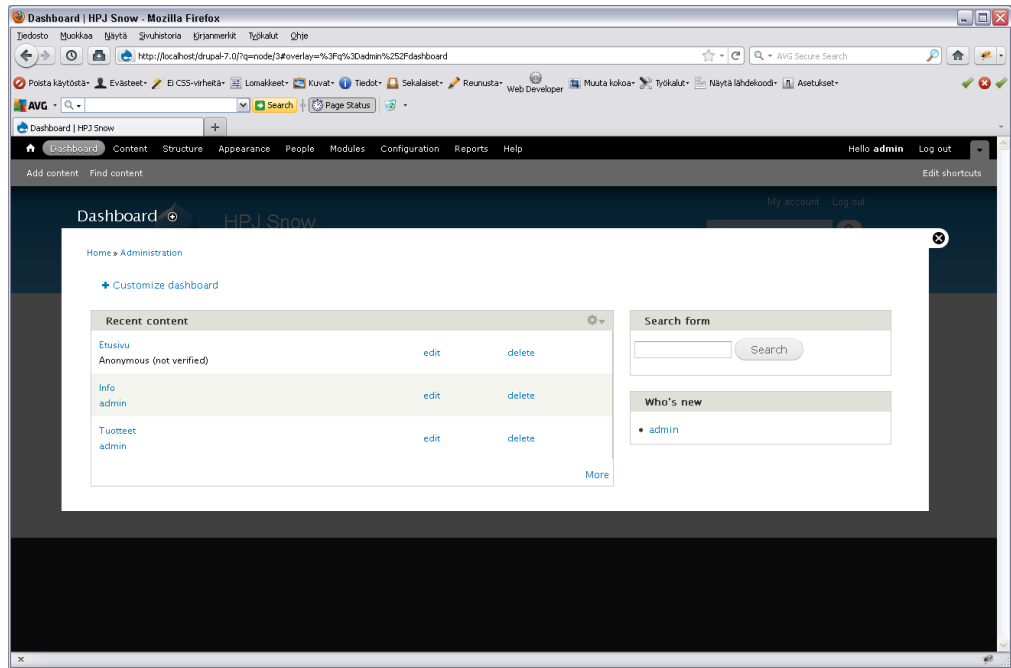 Dashboard | HPJ Snow - Mozilla Firefox
Tiedosto Muokkaa Näytä Sivuhistoria Kirjanmerkit Työkalut Ohje
http://localhost/drupal-7.0/?q=node/3#overlay=%3Fq%3Dadmin%252Fdashboard
AVG Secure Search
Poista käytöstä Evästeet Ei CSS-virheitä Lomakkeet Kuvat Tiedot Sekalaiset Reunusta Web Developer Muuta kokoa Työkalut Näytä lähdekoodi Asetukset
AVG Search Page Status
Dashboard | HPJ Snow
Dashboard Content Structure Appearance People Modules Configuration Reports Help Hello admin Log out
Add content Find content Edit shortcuts
My account Log out
Dashboard
HPJ Snow
Home » Administration
Customize dashboard
Recent content
Etusivu
Anonymous (not verified)
edit delete
Info
admin
edit delete
Tuotteet
admin
edit delete
More
Search form
Search
Who's new
admin